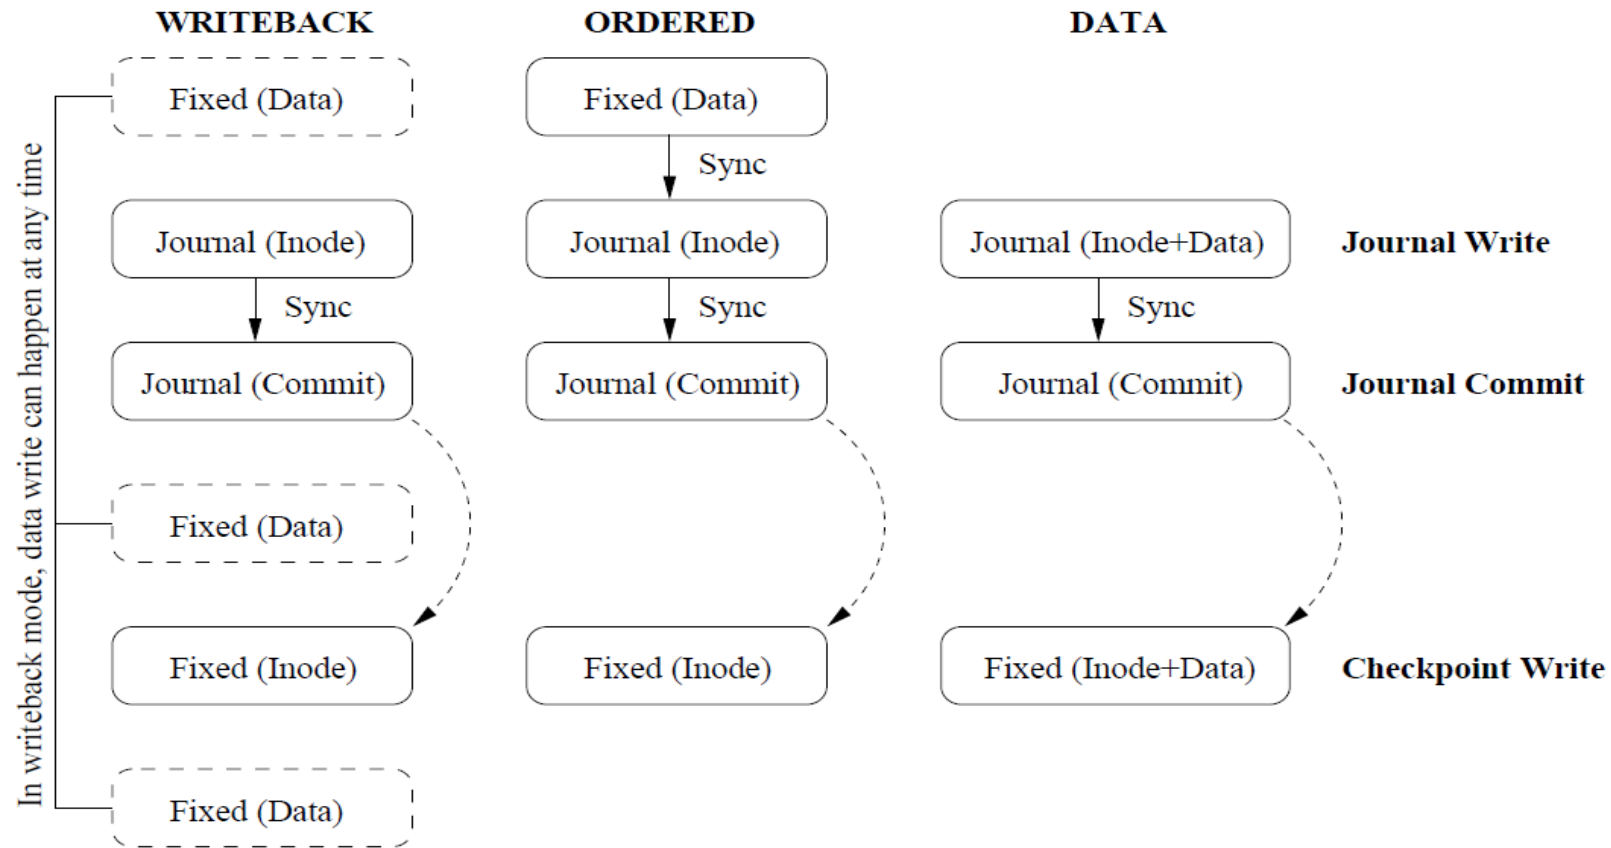 WRITEBACK ORDERED DATA
Fixed (Data) Fixed (Data)
Sync
Journal (Inode) Journal (Inode) Journal (Inode+Data) Journal Write
Sync Sync Sync
Journal (Commit) Journal (Commit) Journal (Commit) Journal Commit
Fixed (Data)
Fixed (Inode) Fixed (Inode) Fixed (Inode+Data) Checkpoint Write
Fixed (Data)
In writeback mode, data write can happen at any time